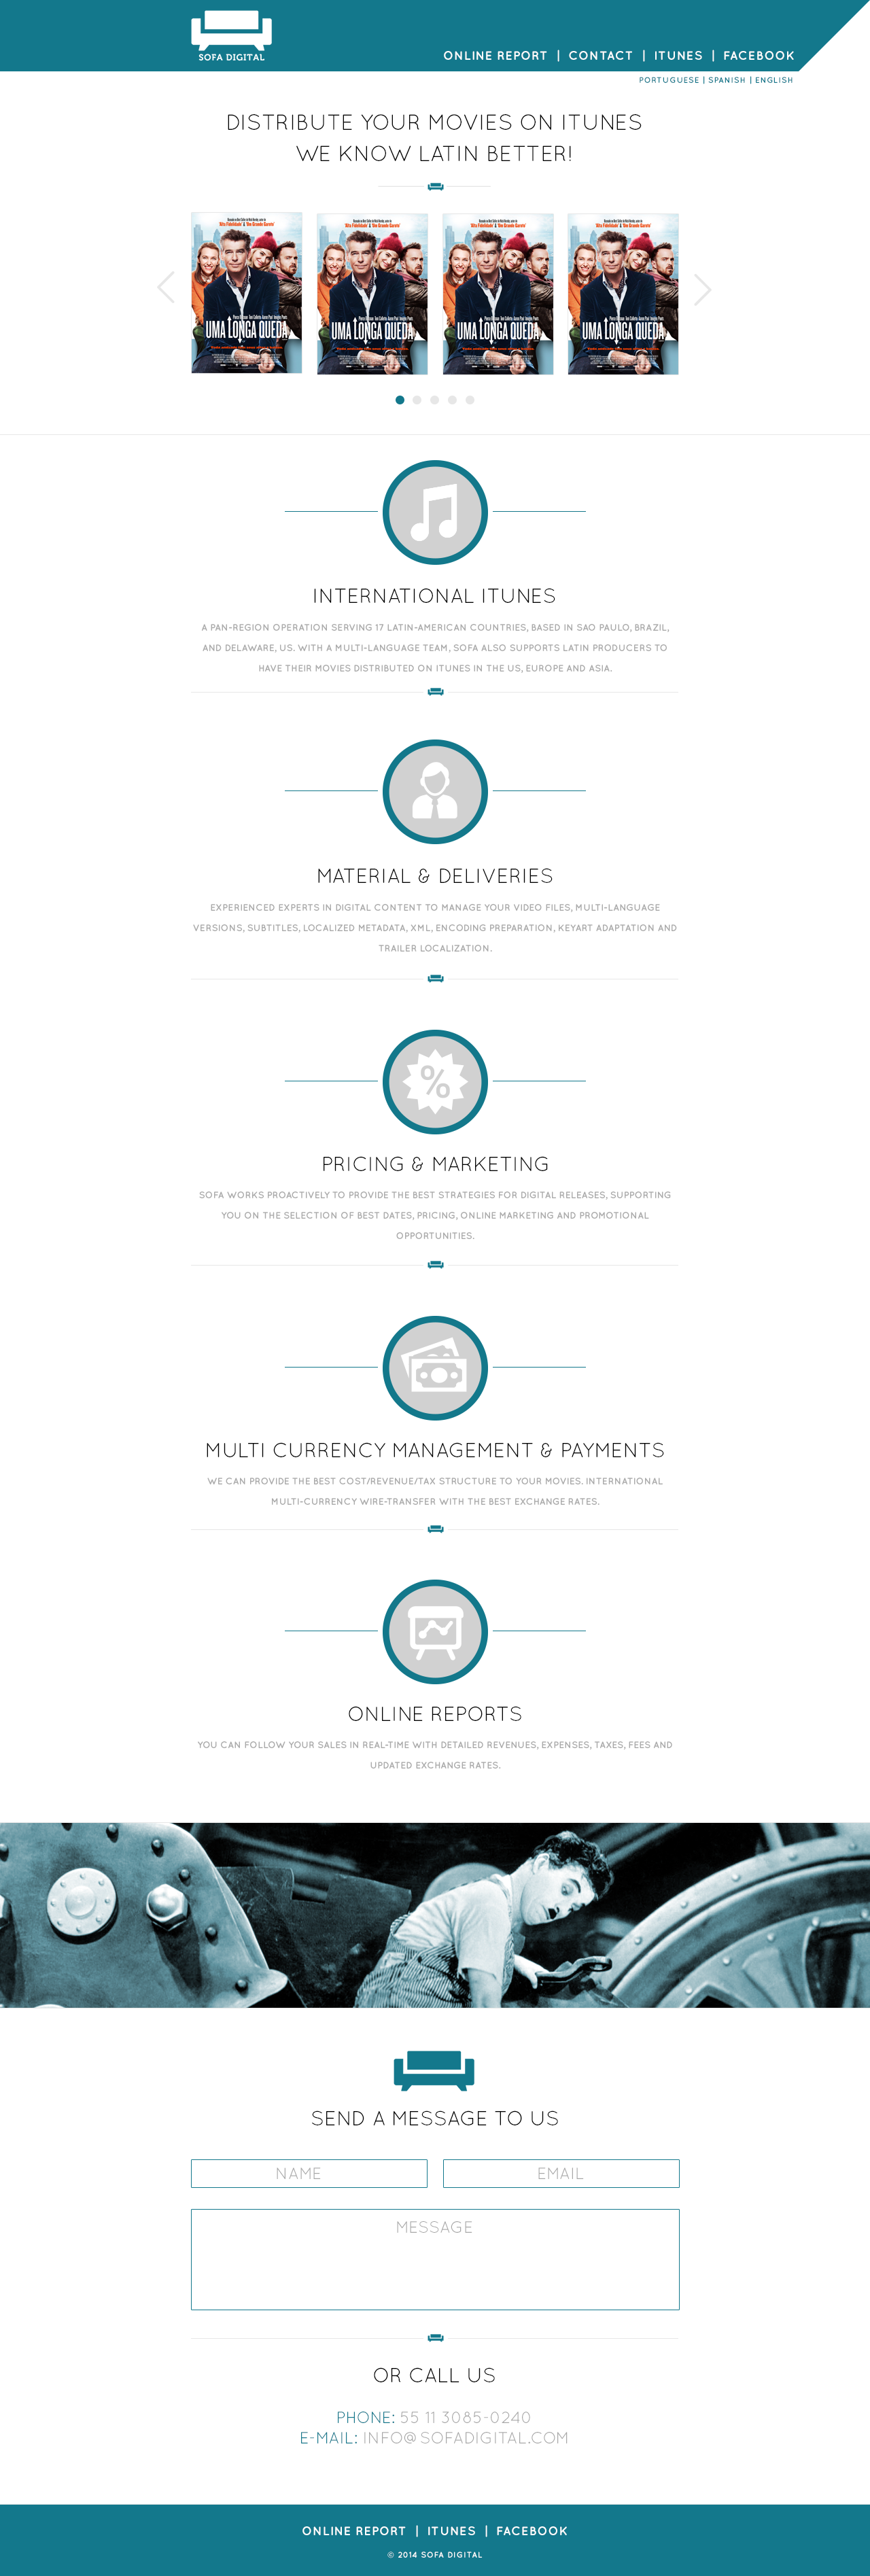 SOFA DIGITAL
ONLINE REPORT | CONTACT | ITUNES | FACEBOOK
PORTUGUESE | SPANISH | ENGLISH
DISTRIBUTE YOUR MOVIES ON ITUNES
WE KNOW LATIN BETTER!
UMA LONGA QUEDA
UMA LONGA QUEDA
UMA LONGA QUEDA
UMA LONGA QUEDA
INTERNATIONAL ITUNES
A PAN-REGION OPERATION SERVING 17 LATIN-AMERICAN COUNTRIES, BASED IN SAO PAULO, BRAZIL,
AND DELAWARE, US. WITH A MULTI-LANGUAGE TEAM, SOFA ALSO SUPPORTS LATIN PRODUCERS TO
HAVE THEIR MOVIES DISTRIBUTED ON ITUNES IN THE US, EUROPE AND ASIA.
MATERIAL & DELIVERIES
EXPERIENCED EXPERTS IN DIGITAL CONTENT TO MANAGE YOUR VIDEO FILES, MULTI-LANGUAGE
VERSIONS, SUBTITLES, LOCALIZED METADATA, XML, ENCODING PREPARATION, KEYART ADAPTATION AND
TRAILER LOCALIZATION.
%
PRICING & MARKETING
SOFA WORKS PROACTIVELY TO PROVIDE THE BEST STRATEGIES FOR DIGITAL RELEASES, SUPPORTING
YOU ON THE SELECTION OF BEST DATES, PRICING, ONLINE MARKETING AND PROMOTIONAL
OPPORTUNITIES.
MULTI CURRENCY MANAGEMENT & PAYMENTS
WE CAN PROVIDE THE BEST COST/REVENUE/TAX STRUCTURE TO YOUR MOVIES. INTERNATIONAL
MULTI-CURRENCY WIRE-TRANSFER WITH THE BEST EXCHANGE RATES.
ONLINE REPORTS
YOU CAN FOLLOW YOUR SALES IN REAL-TIME WITH DETAILED REVENUES, EXPENSES, TAXES, FEES AND
UPDATED EXCHANGE RATES.
SEND A MESSAGE TO US
NAME EMAIL
MESSAGE
OR CALL US
PHONE: 55 11 3085-0240
E-MAIL: INFO@SOFADIGITAL.COM
ONLINE REPORT | ITUNES | FACEBOOK
© 2014 SOFA DIGITAL